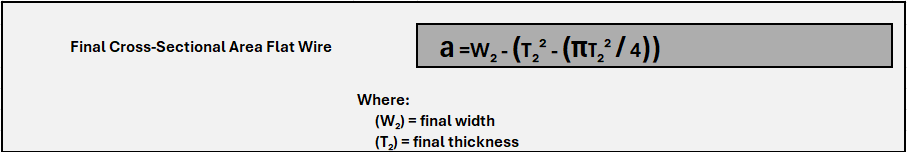 Final Cross-Sectional Area Flat Wire
a =W₂ - (T₂² - (πT₂² / 4))
Where:
(W₂) = final width
(T₂) = final thickness